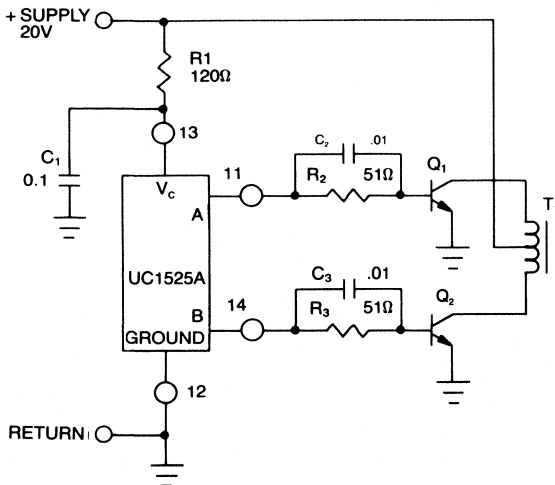 + SUPPLY
20V
R1
120Ω
13
C₁
0.1
V_C
11
C₂ .01
R₂ 51Ω
Q₁
A
T
UC1525A
C₃ .01
14
R₃ 51Ω
Q₂
B
GROUND
12
RETURN